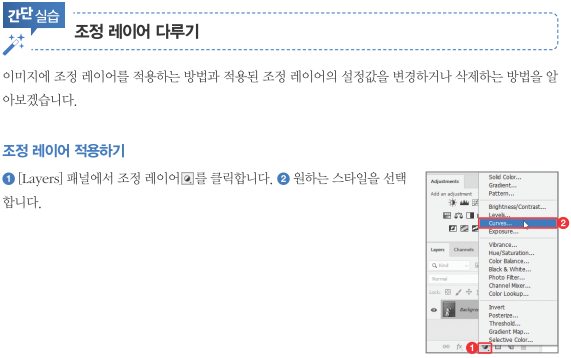 간단 실습
조정 레이어 다루기
이미지에 조정 레이어를 적용하는 방법과 적용된 조정 레이어의 설정값을 변경하거나 삭제하는 방법을 알
아보겠습니다.
조정 레이어 적용하기
❶ [Layers] 패널에서 조정 레이어를 클릭합니다. ❷ 원하는 스타일을 선택
합니다.
Adjustments
Add an adjustment
Layers Channels
Kind
Normal
Lock:
Solid Color...
Gradient...
Pattern...
Brightness/Contrast...
Levels...
Curves...
❷
Exposure...
Vibrance...
Hue/Saturation...
Color Balance...
Black & White...
Photo Filter...
Channel Mixer...
Color Lookup...
Invert
Posterize...
Threshold...
Gradient Map...
Selective Color...
❶
fx